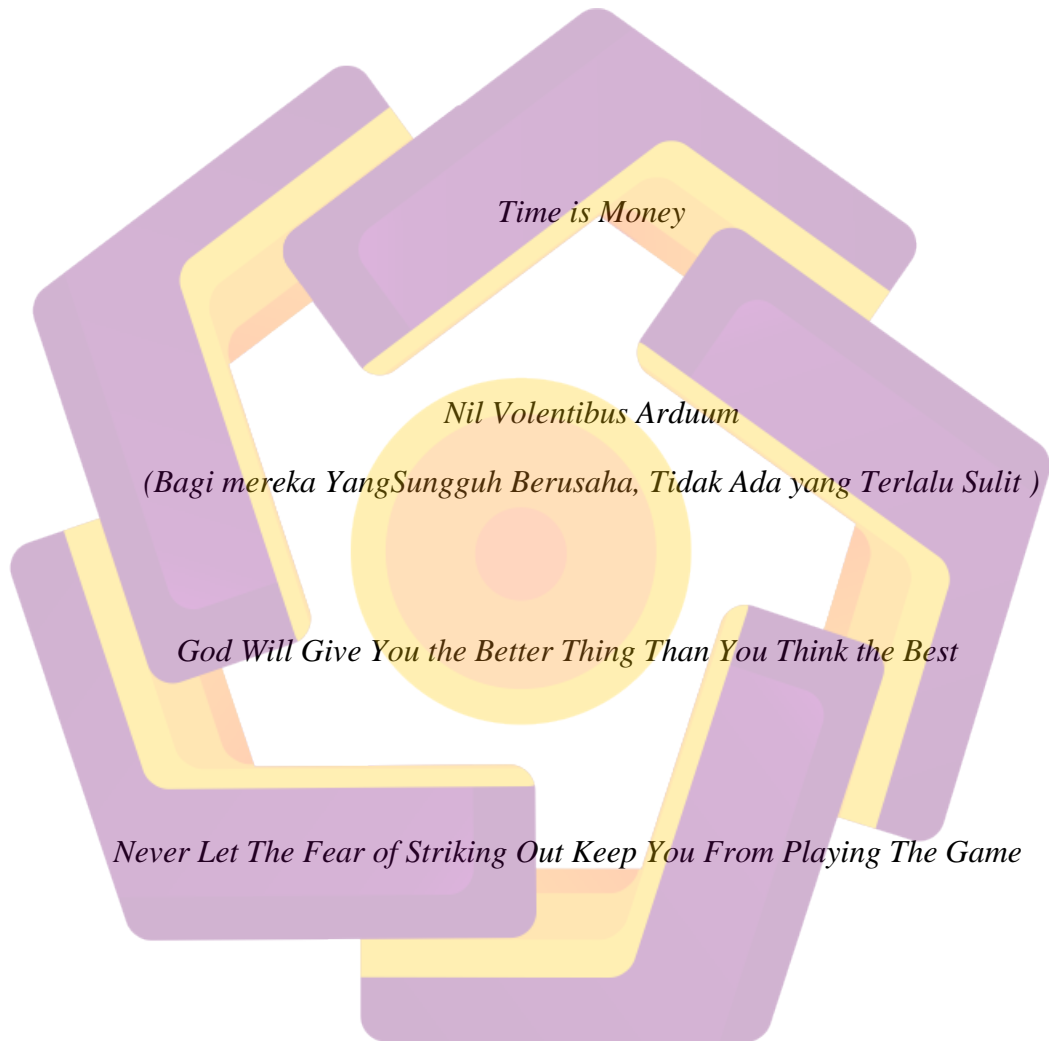 Time is Money
Nil Volentibus Arduum
(Bagi mereka YangSungguh Berusaha, Tidak Ada yang Terlalu Sulit )
God Will Give You the Better Thing Than You Think the Best
Never Let The Fear of Striking Out Keep You From Playing The Game